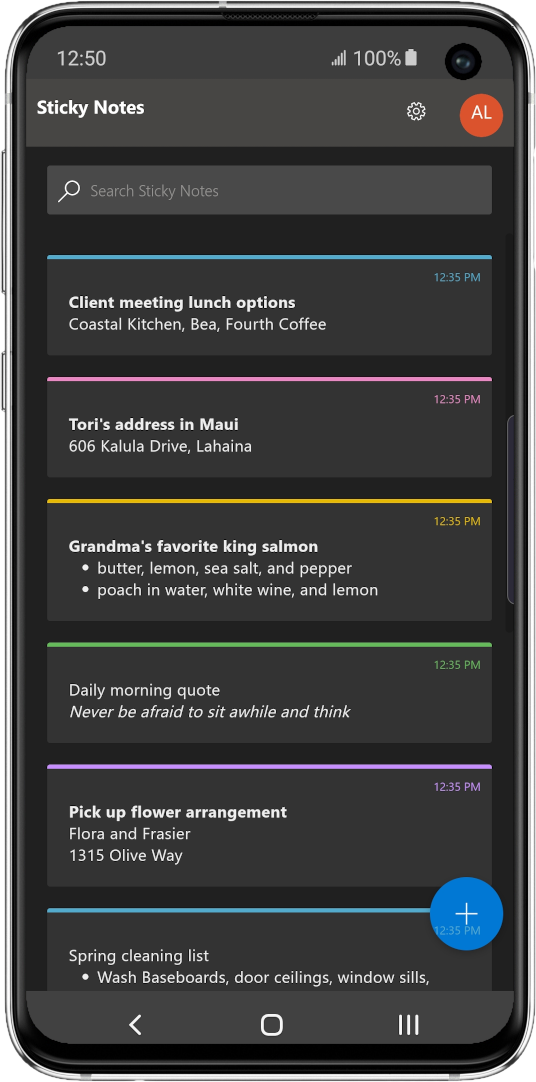 12:50 100%
Sticky Notes AL
Search Sticky Notes
12:35 PM
Client meeting lunch options
Coastal Kitchen, Bea, Fourth Coffee
12:35 PM
Tori's address in Maui
606 Kalula Drive, Lahaina
12:35 PM
Grandma's favorite king salmon
• butter, lemon, sea salt, and pepper
• poach in water, white wine, and lemon
12:35 PM
Daily morning quote
Never be afraid to sit awhile and think
12:35 PM
Pick up flower arrangement
Flora and Frasier
1315 Olive Way
12:35 PM
Spring cleaning list
• Wash Baseboards, door ceilings, window sills,